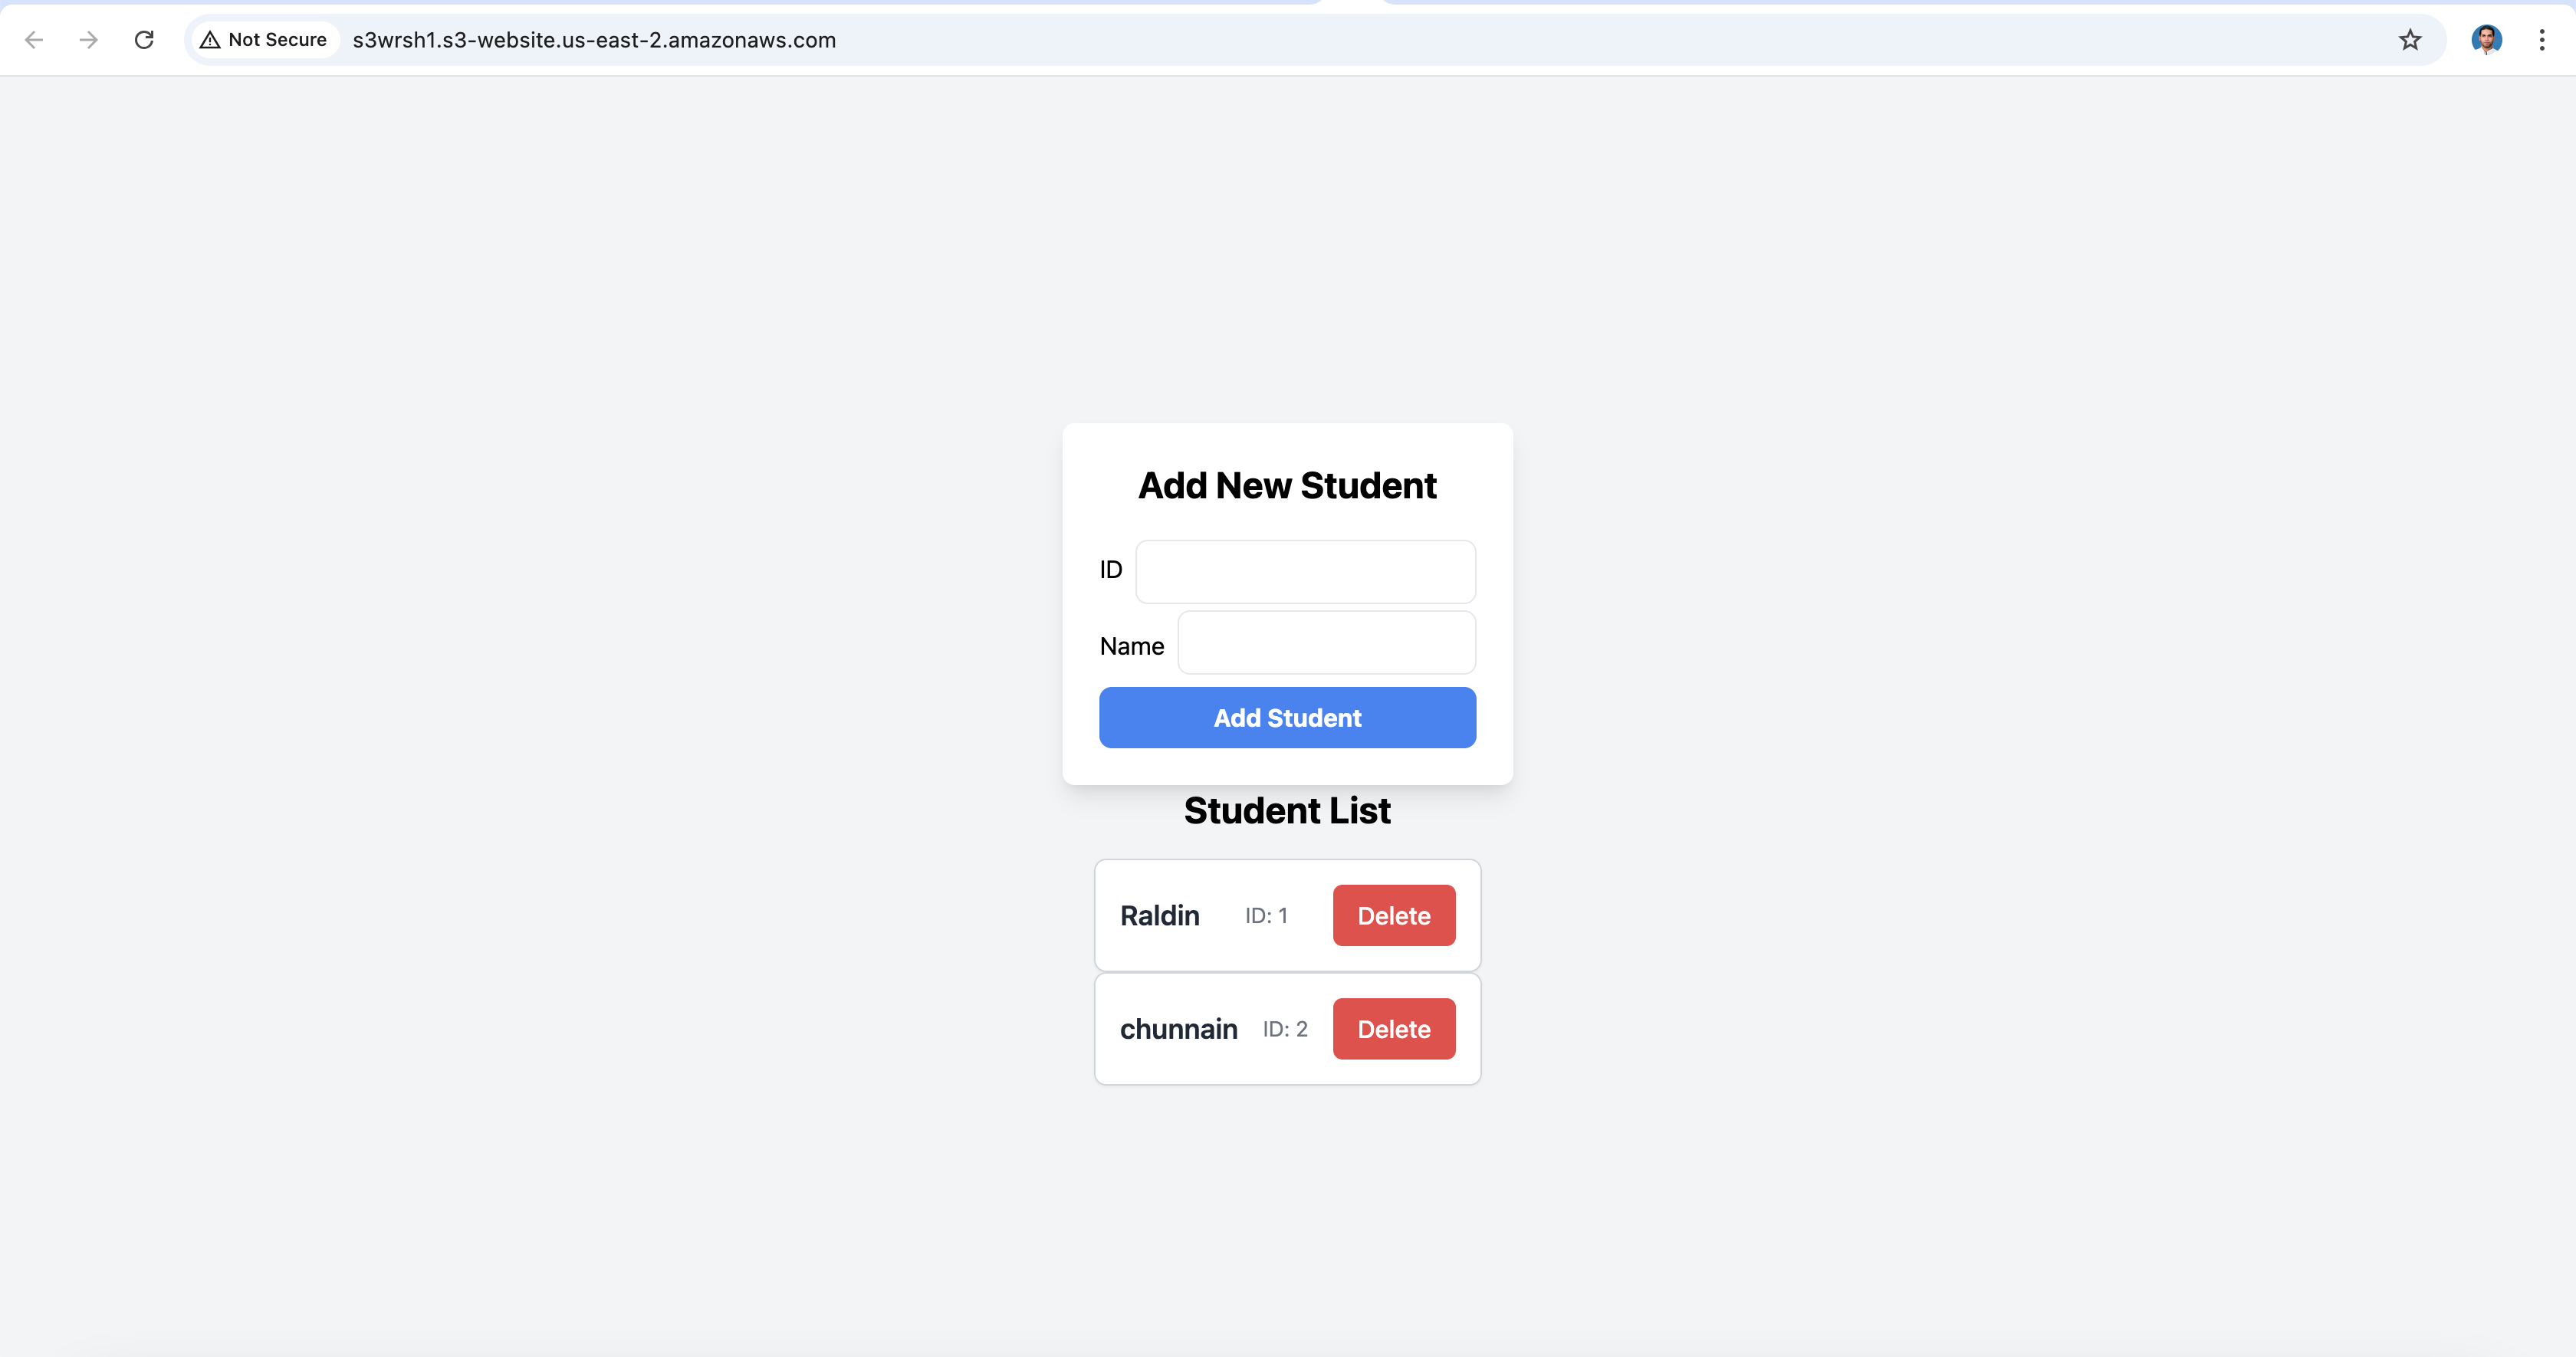 Not Secure s3wrsh1.s3-website.us-east-2.amazonaws.com
Add New Student
ID
Name
Add Student
Student List
Raldin ID: 1 Delete
chunnain ID: 2 Delete